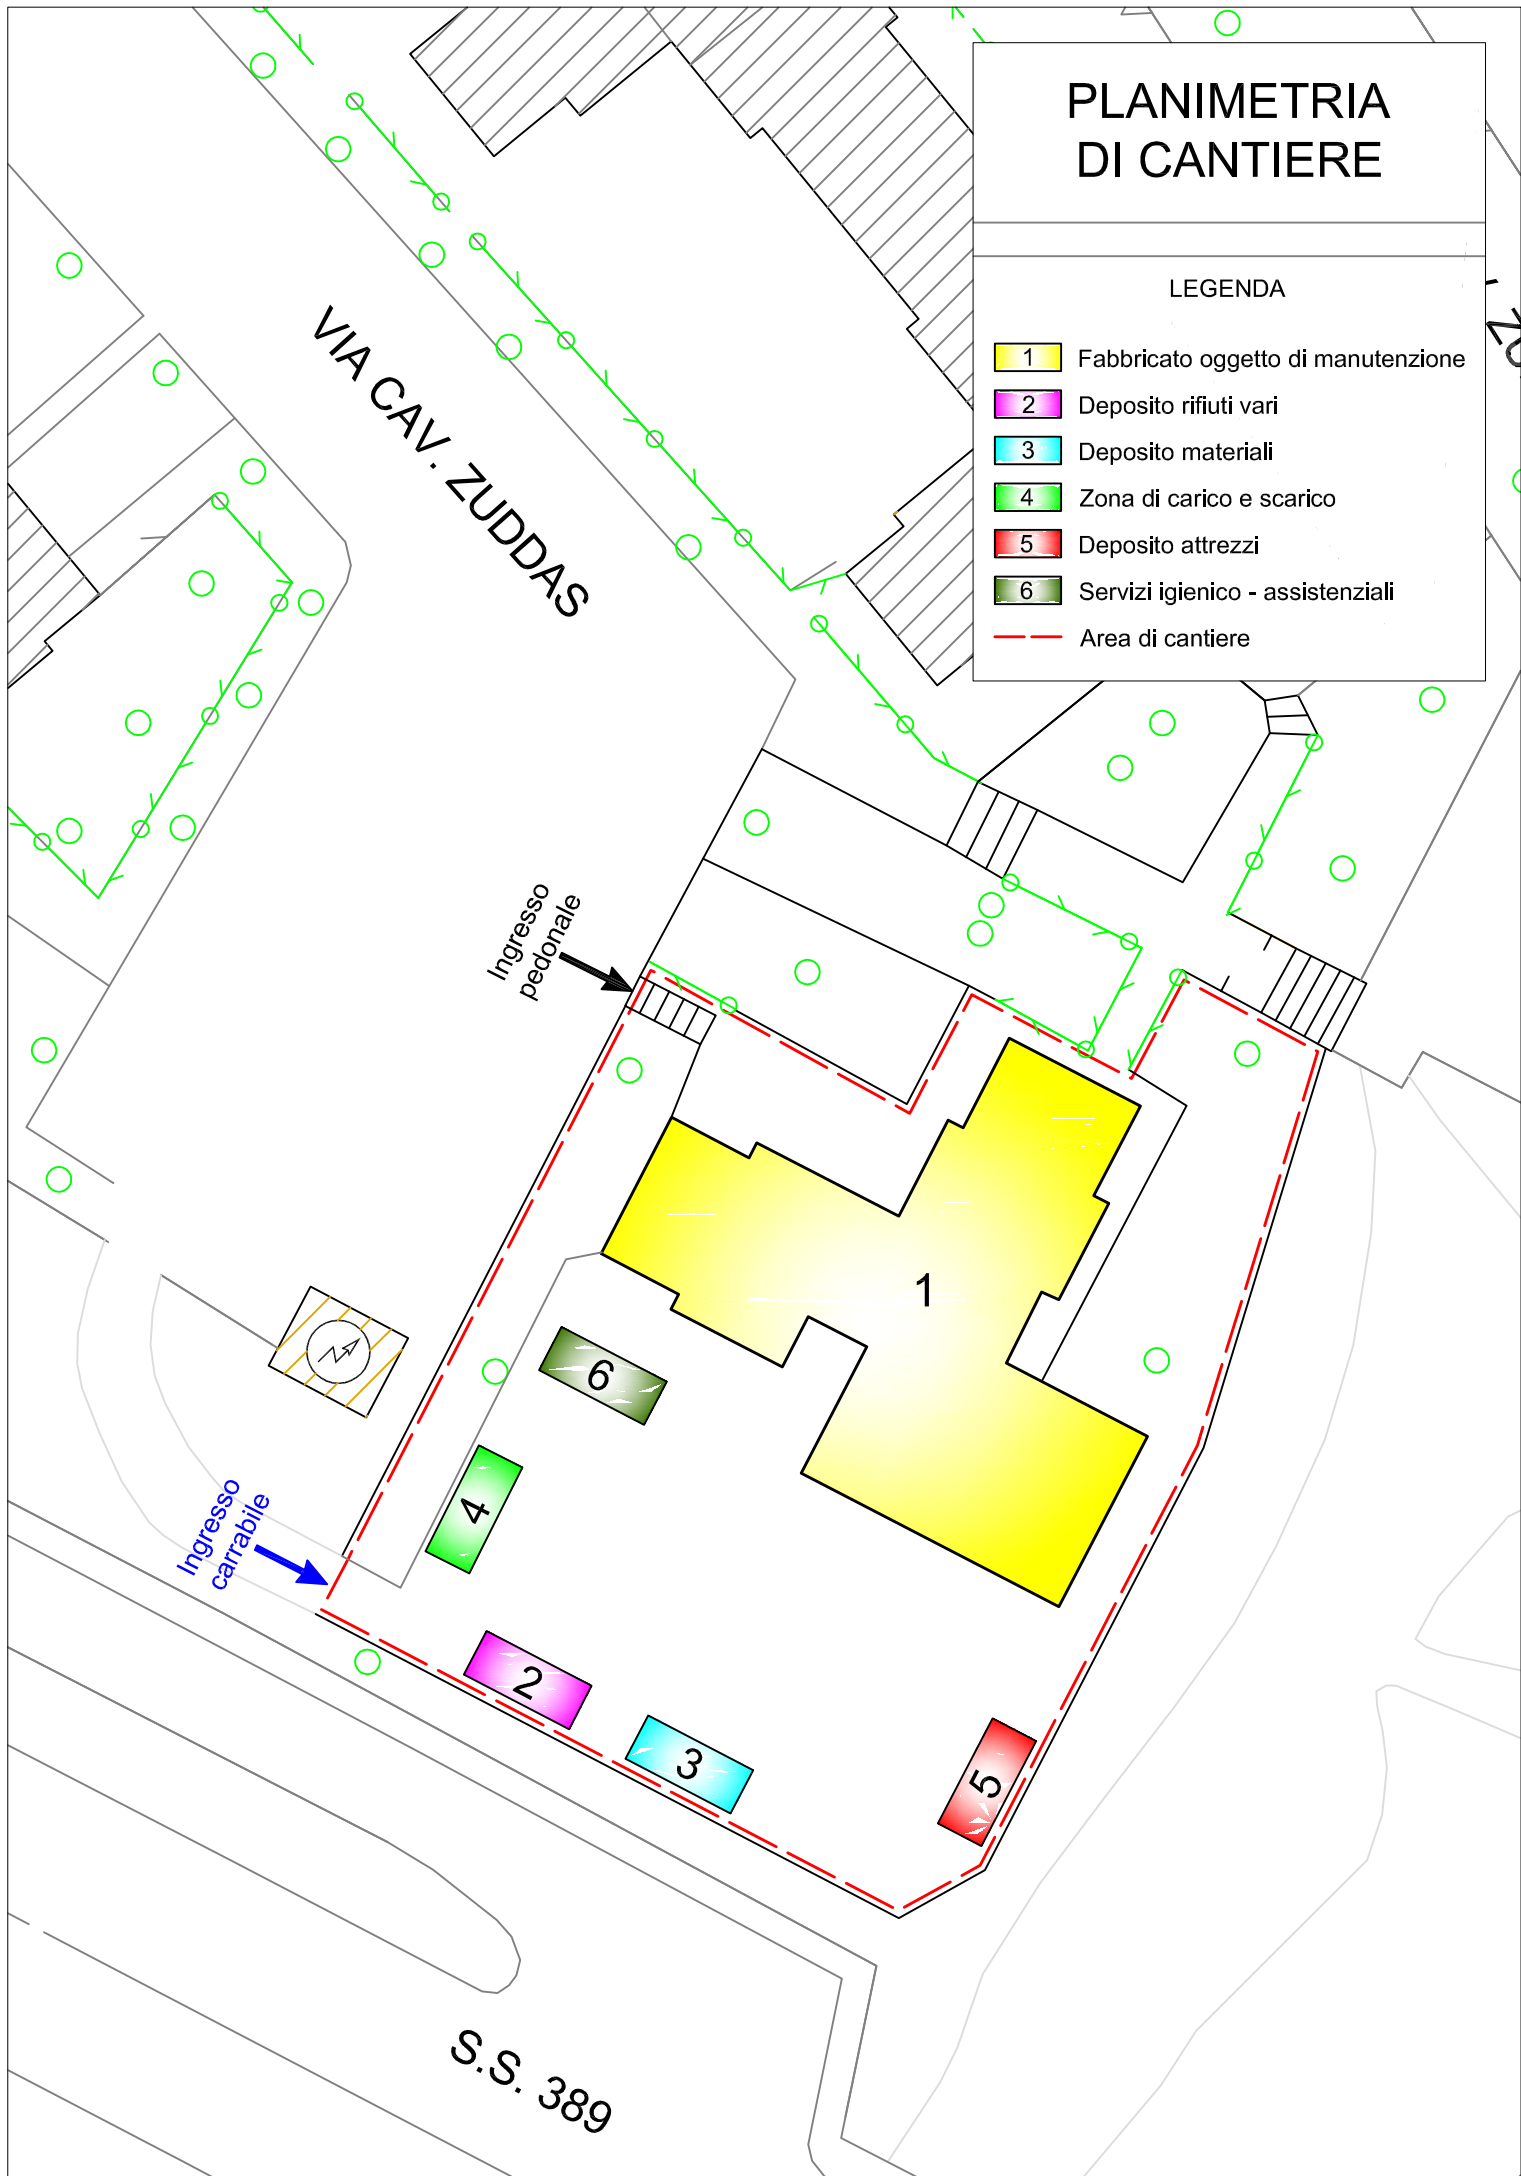 PLANIMETRIA
DI CANTIERE
LEGENDA
1 Fabbricato oggetto di manutenzione
2 Deposito rifiuti vari
3 Deposito materiali
4 Zona di carico e scarico
5 Deposito attrezzi
6 Servizi igienico - assistenziali
Area di cantiere
VIA CAV. ZUDDAS
Ingresso
pedonale
1
6
4
Ingresso
carrabile
2
3
5
S.S. 389